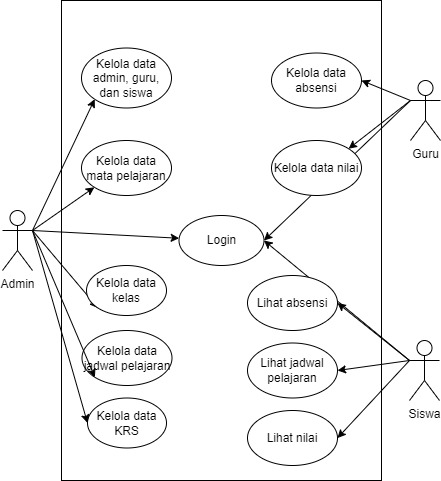 Kelola data
admin, guru,
dan siswa
Kelola data
absensi
Guru
Kelola data
mata pelajaran
Kelola data nilai
Login
Admin
Kelola data
kelas
Lihat absensi
Kelola data
jadwal pelajaran
Lihat jadwal
pelajaran
Siswa
Kelola data
KRS
Lihat nilai